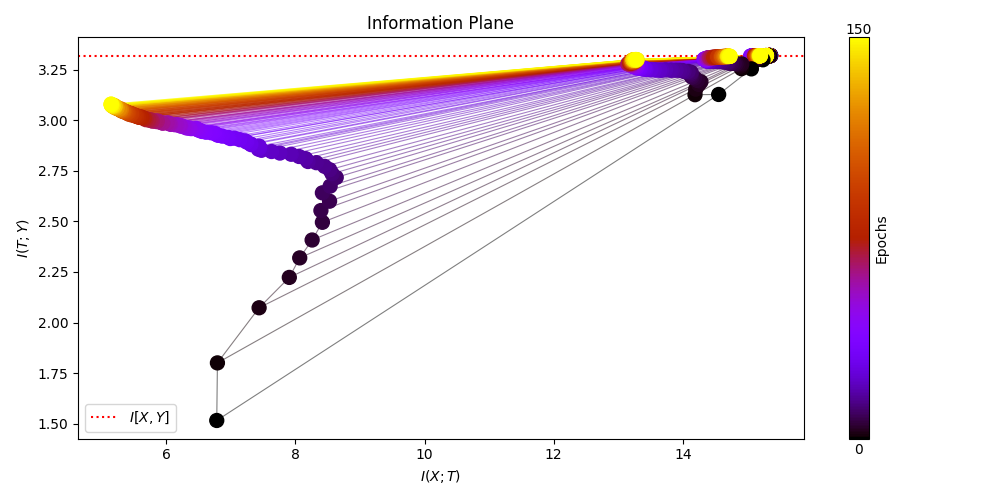 Information Plane
150
3.25
3.00
2.75
2.50
2.25
2.00
1.75
1.50
I(T; Y)
I[X, Y]
6 8 10 12 14
I(X; T)
Epochs
0